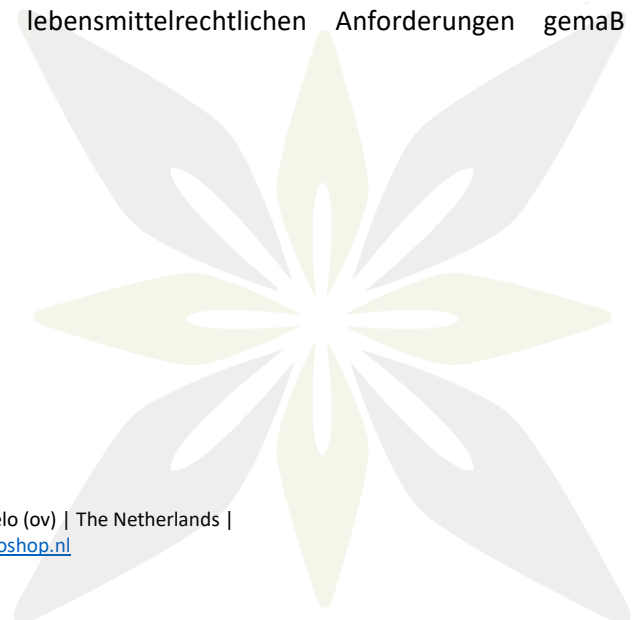 lebensmittelrechtlichen Anforderungen gemaB
elo (ov) | The Netherlands |
oshop.nl